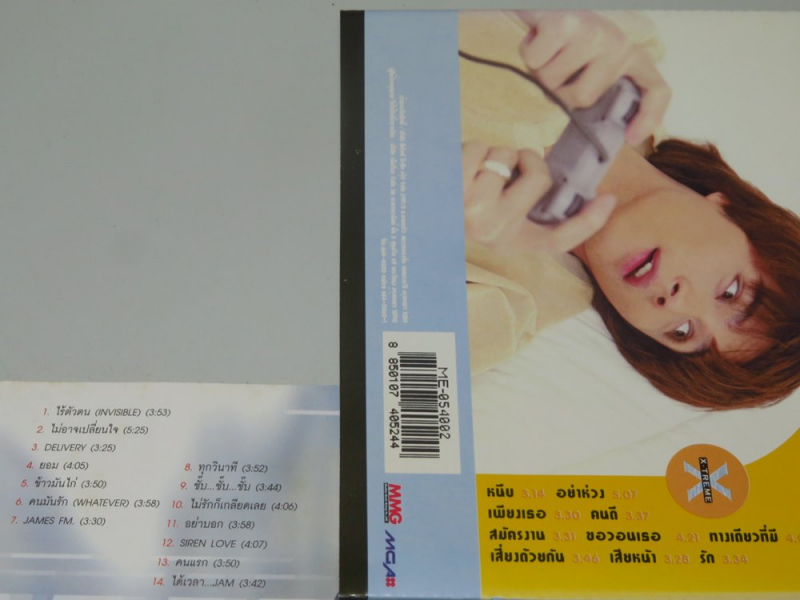 1. ไร้ตัวตน (INVISIBLE) (3:53)
2. ไม่อาจเปลี่ยนใจ (5:25)
3. DELIVERY (3:25)
4. ยอม (4:05)
5. ข้าวมันไก่ (3:50)
6. คนมันรัก (WHATEVER) (3:58)
7. JAMES FM. (3:30)
8. ทุกวินาที (3:52)
9. ซั้บ...ซั้บ...ซั้บ (3:44)
10. ไม่รักก็เกลียดเลย (4:06)
11. อย่าบอก (3:58)
12. SIREN LOVE (4:07)
13. คนแรก (3:50)
14. ได้เวลา...JAM (3:42)
ME-054002
8 850107 405244
MMG
MCA
X-TREME
หนึบ 3.14 อย่าห่วง 5.07
เพียงเธอ 3.30 คนดี 3.37
สมัครงาน 3.31 ขอวอนเธอ 4.21 ทางเดียวที่มี
เสี่ยงด้วยกัน 3.46 เสียหน้า 3.28 รัก 3.34